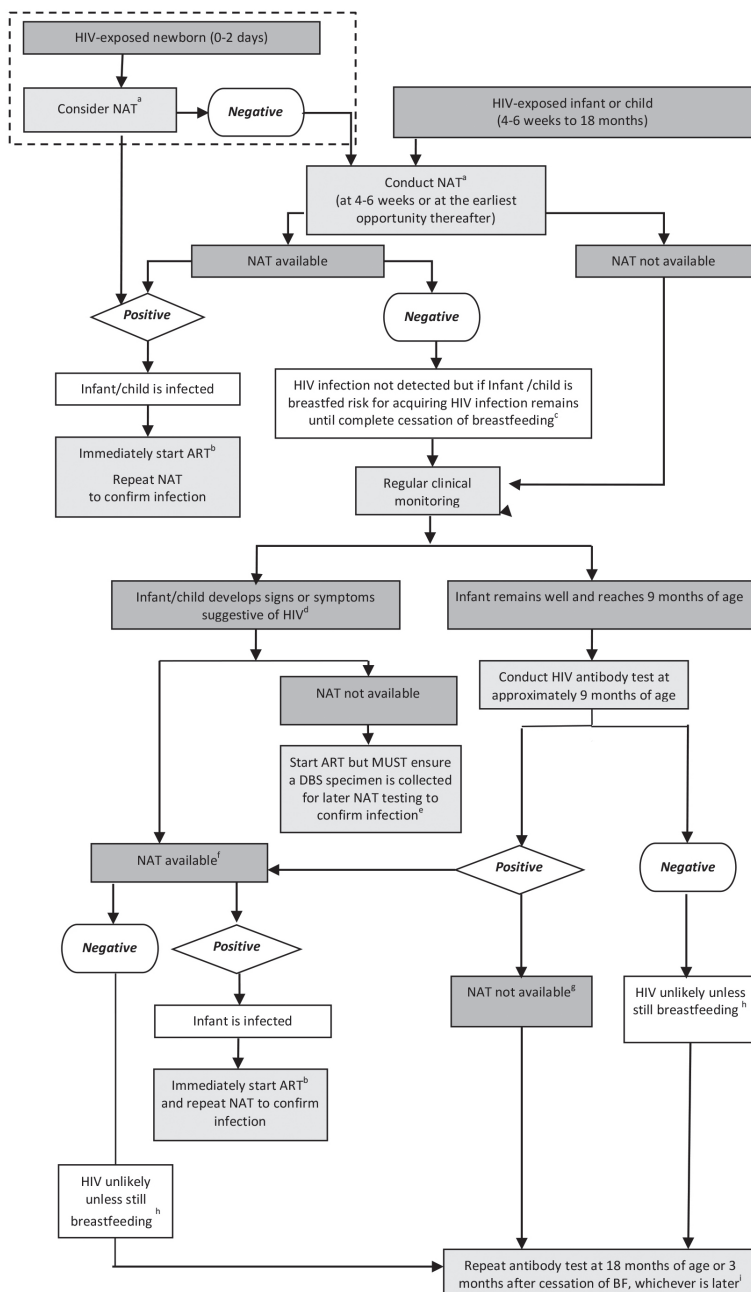 HIV-exposed newborn (0-2 days)
Consider NATᵃ
Negative
HIV-exposed infant or child
(4-6 weeks to 18 months)
Conduct NATᵃ
(at 4-6 weeks or at the earliest
opportunity thereafter)
NAT available
NAT not available
Positive
Negative
Infant/child is infected
HIV infection not detected but if Infant /child is
breastfed risk for acquiring HIV infection remains
until complete cessation of breastfeedingᶜ
Immediately start ARTᵇ
Repeat NAT
to confirm infection
Regular clinical
monitoring
Infant/child develops signs or symptoms
suggestive of HIVᵈ
Infant remains well and reaches 9 months of age
NAT not available
Conduct HIV antibody test at
approximately 9 months of age
Start ART but MUST ensure
a DBS specimen is collected
for later NAT testing to
confirm infectionᵉ
NAT availableᶠ
Positive
Negative
Negative
Positive
NAT not availableᵍ
HIV unlikely unless
still breastfeeding ʰ
Infant is infected
Immediately start ARTᵇ
and repeat NAT to confirm
infection
HIV unlikely
unless still
breastfeeding ʰ
Repeat antibody test at 18 months of age or 3
months after cessation of BF, whichever is laterⁱ